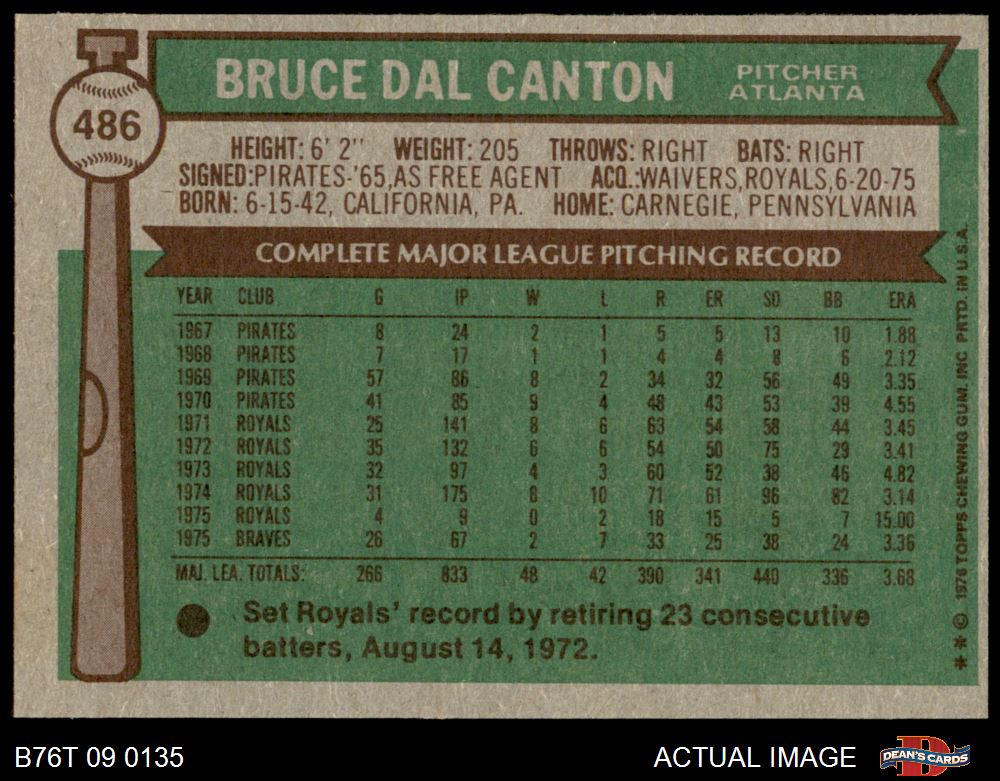 T
486
BRUCE DAL CANTON PITCHER
ATLANTA
HEIGHT: 6' 2'' WEIGHT: 205 THROWS: RIGHT BATS: RIGHT
SIGNED:PIRATES-'65,AS FREE AGENT ACQ.:WAIVERS,ROYALS,6-20-75
BORN: 6-15-42, CALIFORNIA, PA. HOME: CARNEGIE, PENNSYLVANIA
COMPLETE MAJOR LEAGUE PITCHING RECORD
YEAR CLUB G IP W L R ER SO BB ERA
1967 PIRATES 8 24 2 1 5 5 13 10 1.88
1968 PIRATES 7 17 1 1 4 4 8 6 2.12
1969 PIRATES 57 86 8 2 34 32 56 49 3.35
1970 PIRATES 41 85 9 4 48 43 53 39 4.55
1971 ROYALS 25 141 8 6 63 54 58 44 3.45
1972 ROYALS 35 132 6 6 54 50 75 29 3.41
1973 ROYALS 32 97 4 3 60 52 38 46 4.82
1974 ROYALS 31 175 8 10 71 61 96 82 3.14
1975 ROYALS 4 9 0 2 18 15 5 7 15.00
1975 BRAVES 26 67 2 7 33 25 38 24 3.36
MAJ. LEA. TOTALS: 266 833 48 42 390 341 440 336 3.68
Set Royals' record by retiring 23 consecutive
batters, August 14, 1972.
** © 1976 TOPPS CHEWING GUM. INC PRTD. IN U.S.A.
B76T 09 0135 ACTUAL IMAGE
D
DEAN'S CARDS